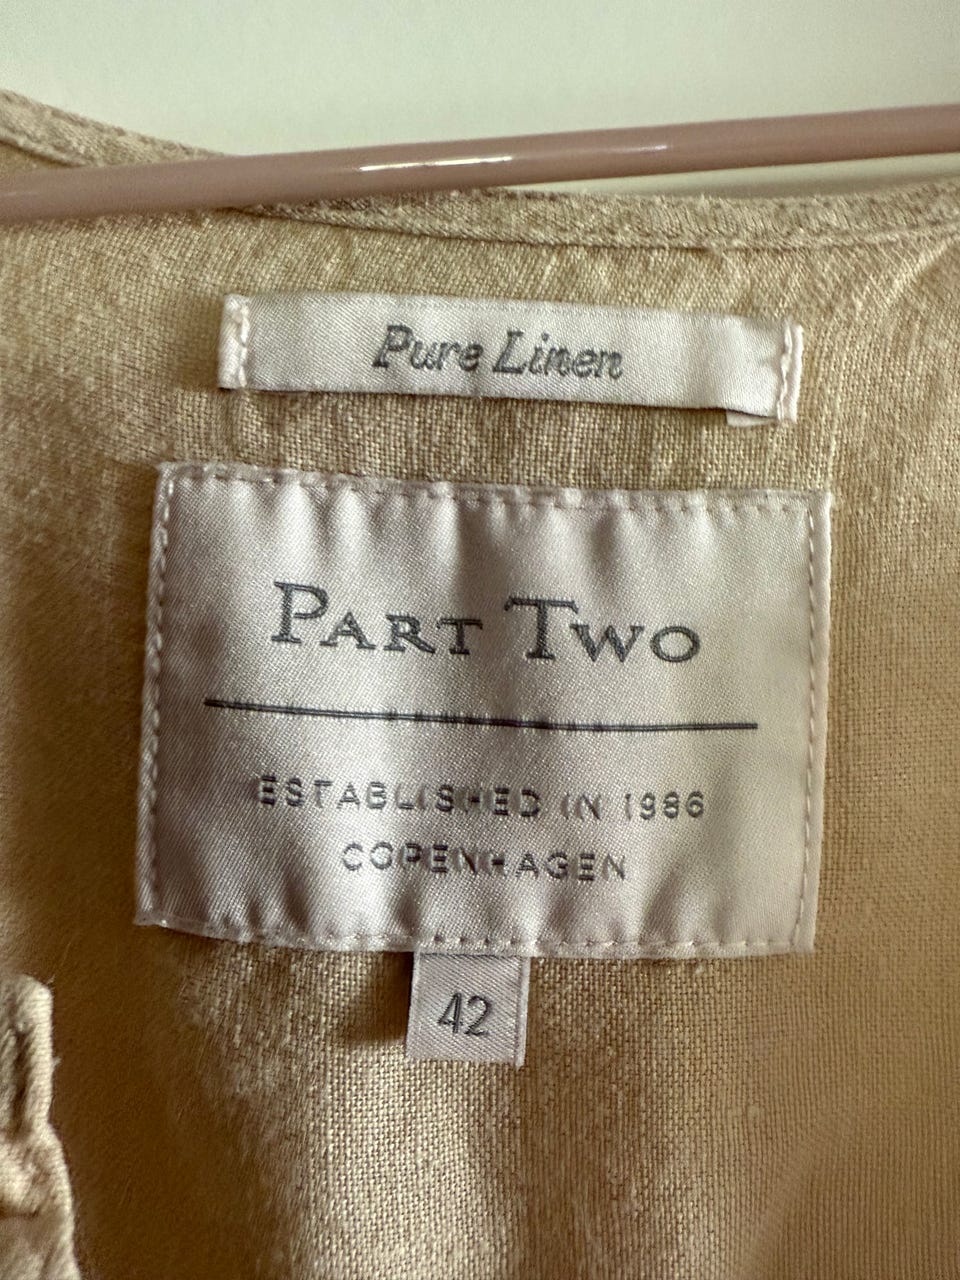 Pure Linen
PART TWO
ESTABLISHED IN 1986
COPENHAGEN
42